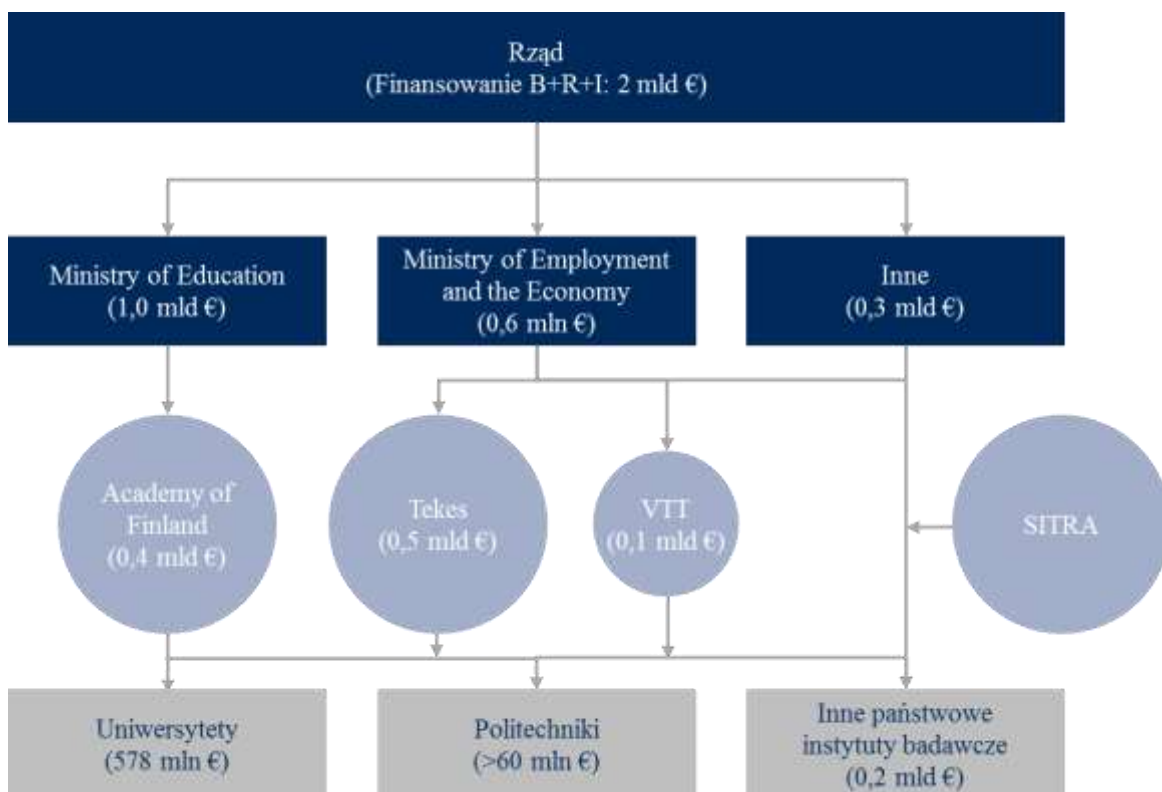 Rząd
(Finansowanie B+R+I: 2 mld €)
Ministry of Education
(1,0 mld €)
Ministry of Employment
and the Economy
(0,6 mln €)
Inne
(0,3 mld €)
Academy of
Finland
(0,4 mld €)
Tekes
(0,5 mld €)
VTT
(0,1 mld €)
SITRA
Uniwersytety
(578 mln €)
Politechniki
(>60 mln €)
Inne państwowe
instytuty badawcze
(0,2 mld €)